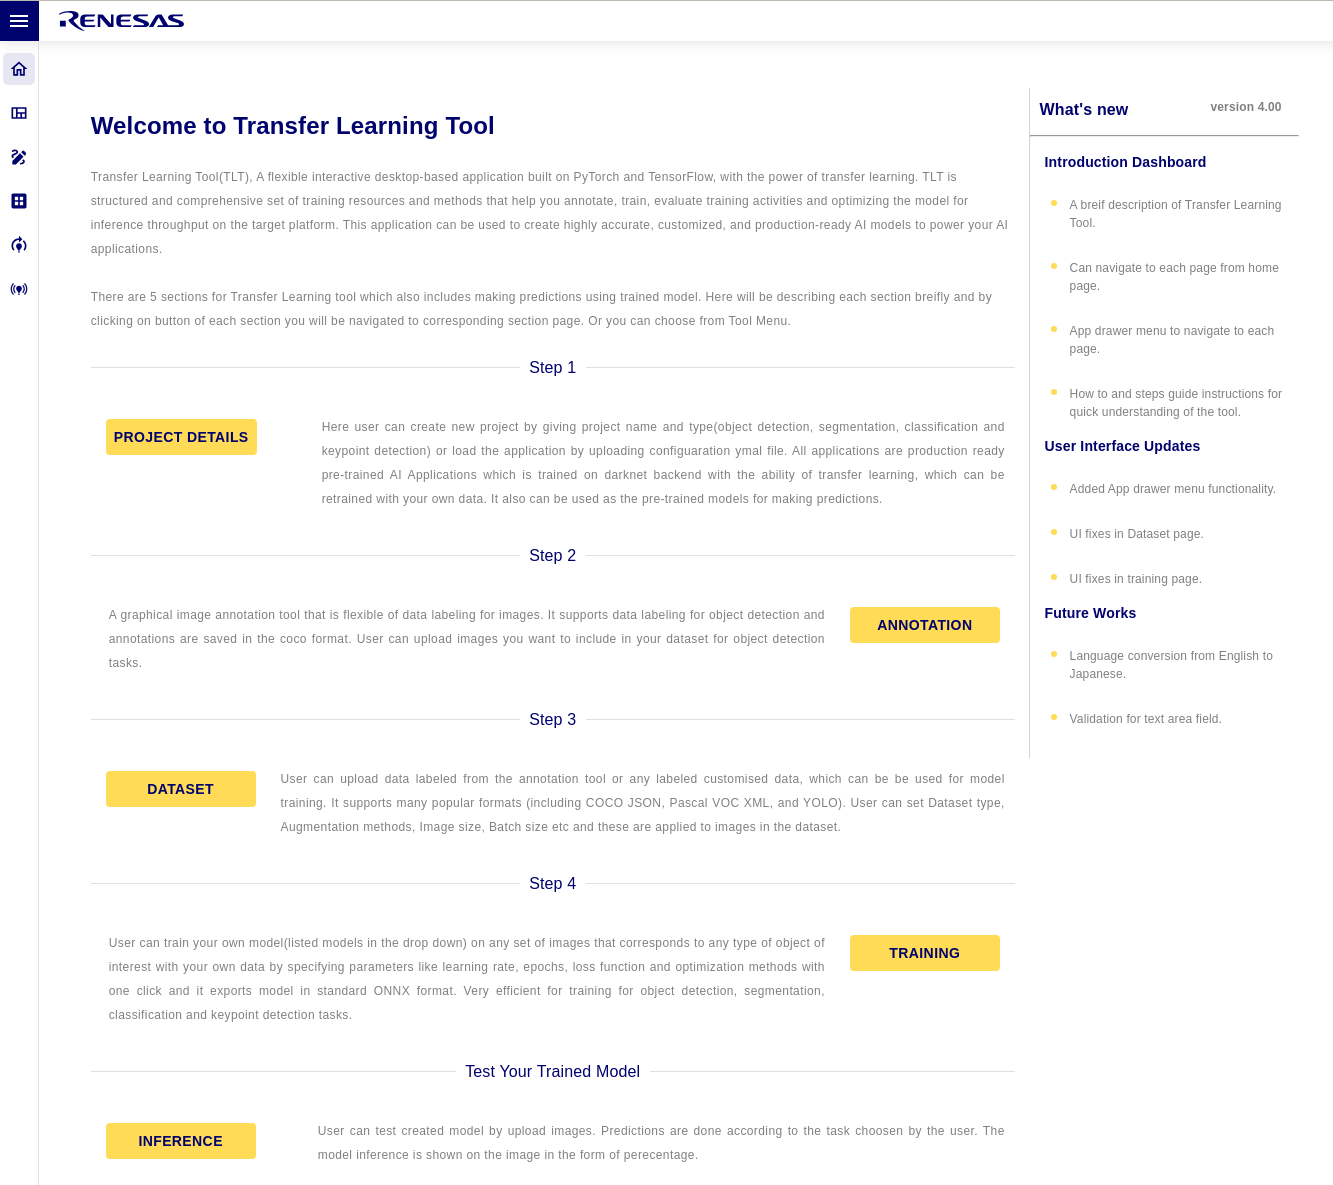 RENESAS
Welcome to Transfer Learning Tool
Transfer Learning Tool(TLT), A flexible interactive desktop-based application built on PyTorch and TensorFlow, with the power of transfer learning. TLT is
structured and comprehensive set of training resources and methods that help you annotate, train, evaluate training activities and optimizing the model for
inference throughput on the target platform. This application can be used to create highly accurate, customized, and production-ready AI models to power your AI
applications.
There are 5 sections for Transfer Learning tool which also includes making predictions using trained model. Here will be describing each section breifly and by
clicking on button of each section you will be navigated to corresponding section page. Or you can choose from Tool Menu.
Step 1
PROJECT DETAILS
Here user can create new project by giving project name and type(object detection, segmentation, classification and
keypoint detection) or load the application by uploading configuaration ymal file. All applications are production ready
pre-trained AI Applications which is trained on darknet backend with the ability of transfer learning, which can be
retrained with your own data. It also can be used as the pre-trained models for making predictions.
Step 2
A graphical image annotation tool that is flexible of data labeling for images. It supports data labeling for object detection and
annotations are saved in the coco format. User can upload images you want to include in your dataset for object detection
tasks.
ANNOTATION
Step 3
DATASET
User can upload data labeled from the annotation tool or any labeled customised data, which can be be used for model
training. It supports many popular formats (including COCO JSON, Pascal VOC XML, and YOLO). User can set Dataset type,
Augmentation methods, Image size, Batch size etc and these are applied to images in the dataset.
Step 4
User can train your own model(listed models in the drop down) on any set of images that corresponds to any type of object of
interest with your own data by specifying parameters like learning rate, epochs, loss function and optimization methods with
one click and it exports model in standard ONNX format. Very efficient for training for object detection, segmentation,
classification and keypoint detection tasks.
TRAINING
Test Your Trained Model
INFERENCE
User can test created model by upload images. Predictions are done according to the task choosen by the user. The
model inference is shown on the image in the form of perecentage.
What's new
version 4.00
Introduction Dashboard
A breif description of Transfer Learning
Tool.
Can navigate to each page from home
page.
App drawer menu to navigate to each
page.
How to and steps guide instructions for
quick understanding of the tool.
User Interface Updates
Added App drawer menu functionality.
UI fixes in Dataset page.
UI fixes in training page.
Future Works
Language conversion from English to
Japanese.
Validation for text area field.